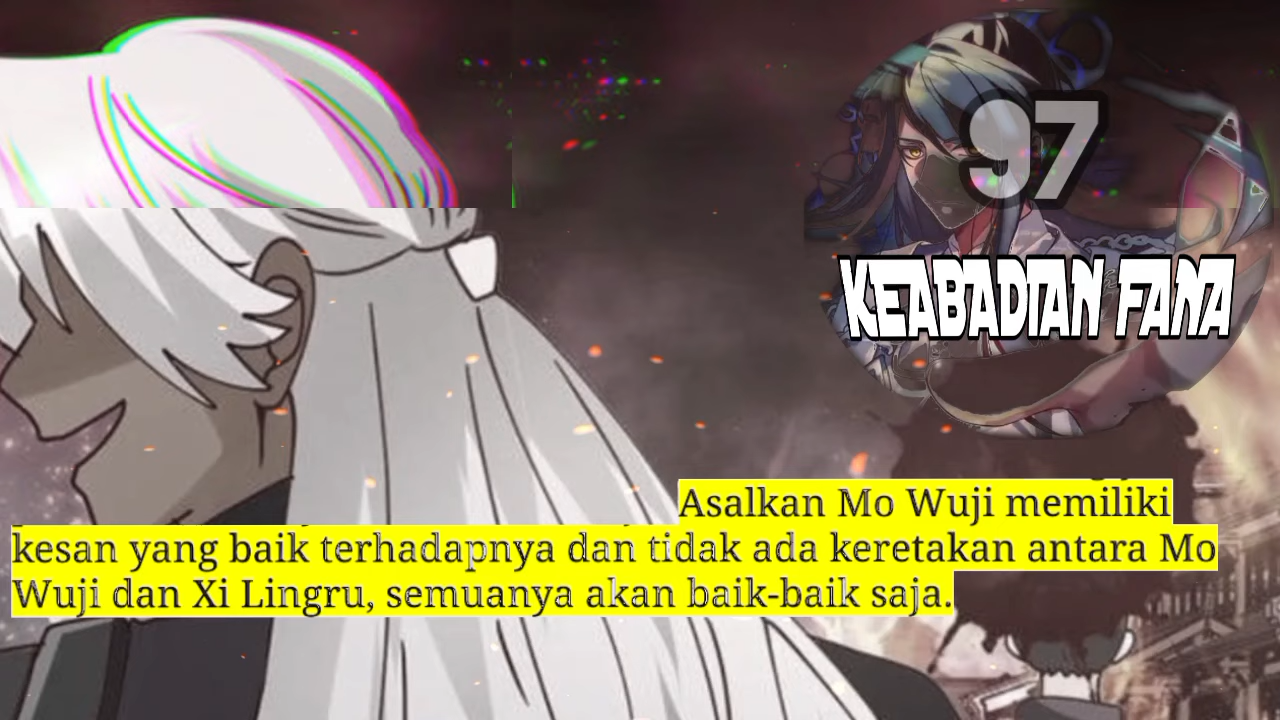 97
KEABADIAN FANA
Asalkan Mo Wuji memiliki
kesan yang baik terhadapnya dan tidak ada keretakan antara Mo
Wuji dan Xi Lingru, semuanya akan baik-baik saja.